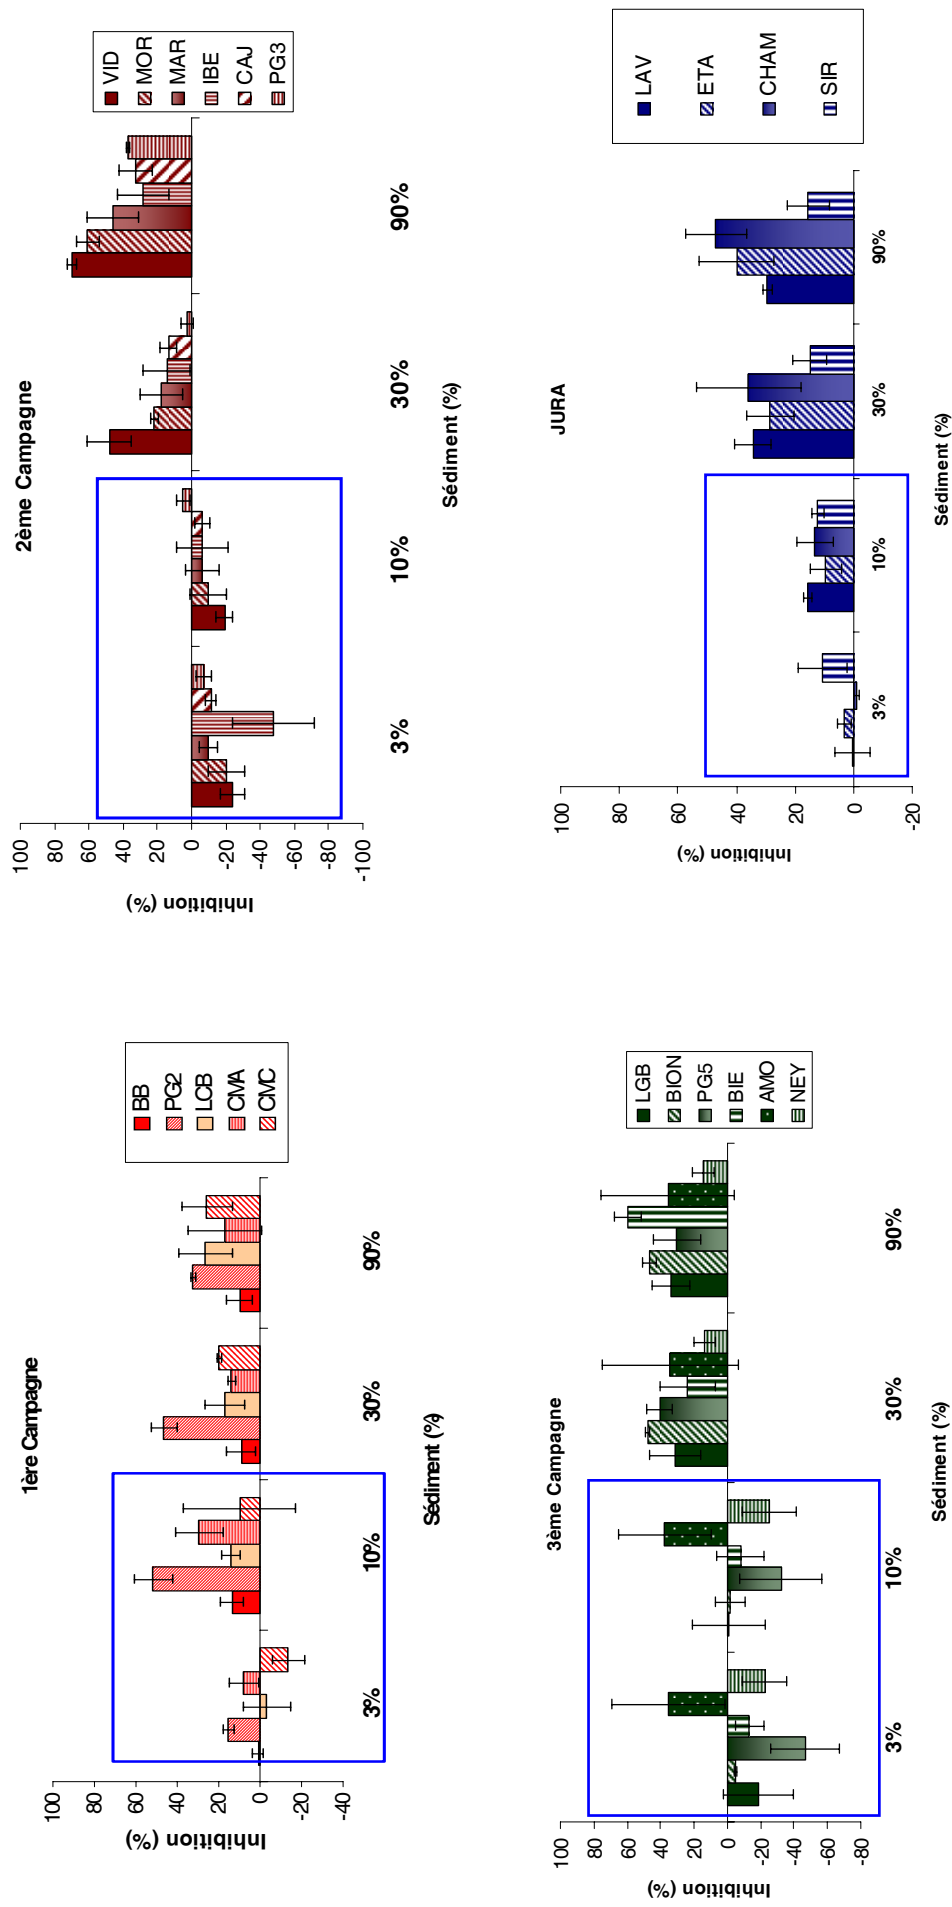 1ère Campagne
100
80
60
40
20
0
-20
-40
Inhibition (%)
3%
10%
30%
90%
Sédiment (%)
BB
PG2
LCB
CMA
CMC
2ème Campagne
100
80
60
40
20
0
-20
-40
-60
-80
-100
Inhibition (%)
3%
10%
30%
90%
Sédiment (%)
VID
MOR
MAR
IBE
CAJ
PG3
3ème Campagne
100
80
60
40
20
0
-20
-40
-60
-80
Inhibition (%)
3%
10%
30%
90%
Sédiment (%)
LGB
BION
PG5
BIE
AMO
NEY
JURA
100
80
60
40
20
0
-20
Inhibition (%)
3%
10%
30%
90%
Sédiment (%)
LAV
ETA
CHAM
SIR